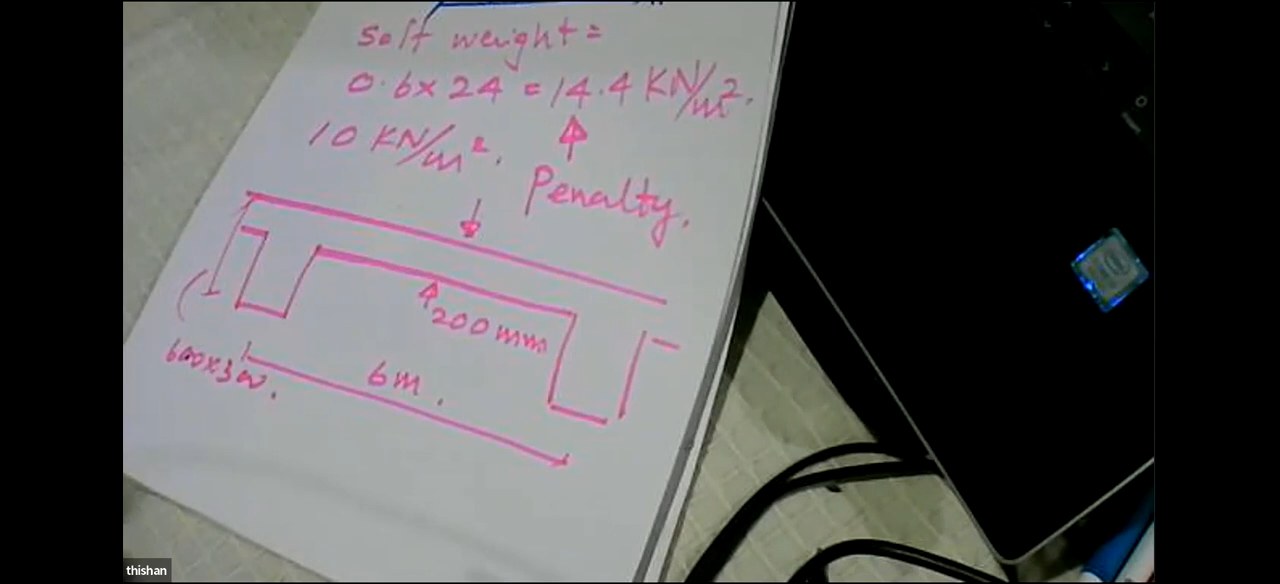 self weight =
0.6 x 24 = 14.4 KN/m2.
10 KN/m2.
Penalty.
200 mm
600x300.
6m.
thishan